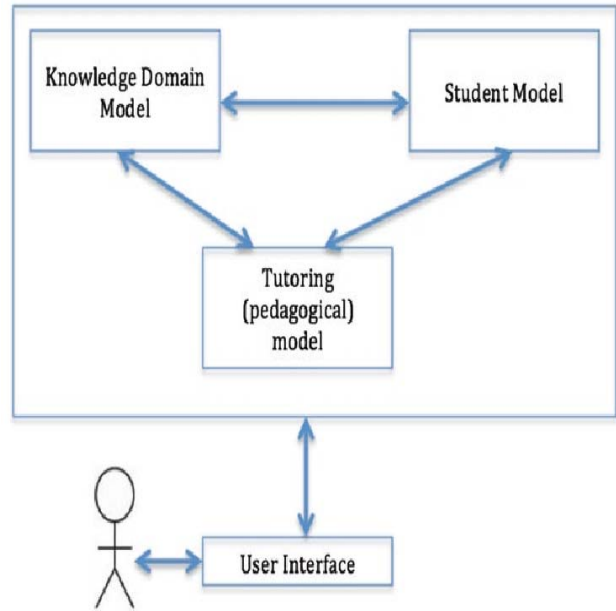 Knowledge Domain
Model
Student Model
Tutoring
(pedagogical)
model
User Interface